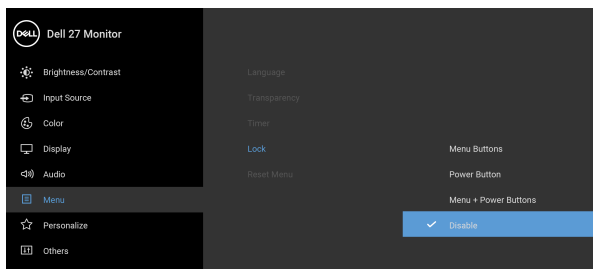 DELL
Dell 27 Monitor
Brightness/Contrast
Input Source
Color
Display
Audio
Menu
Personalize
Others
Language
Transparency
Timer
Lock
Reset Menu
Menu Buttons
Power Button
Menu + Power Buttons
Disable